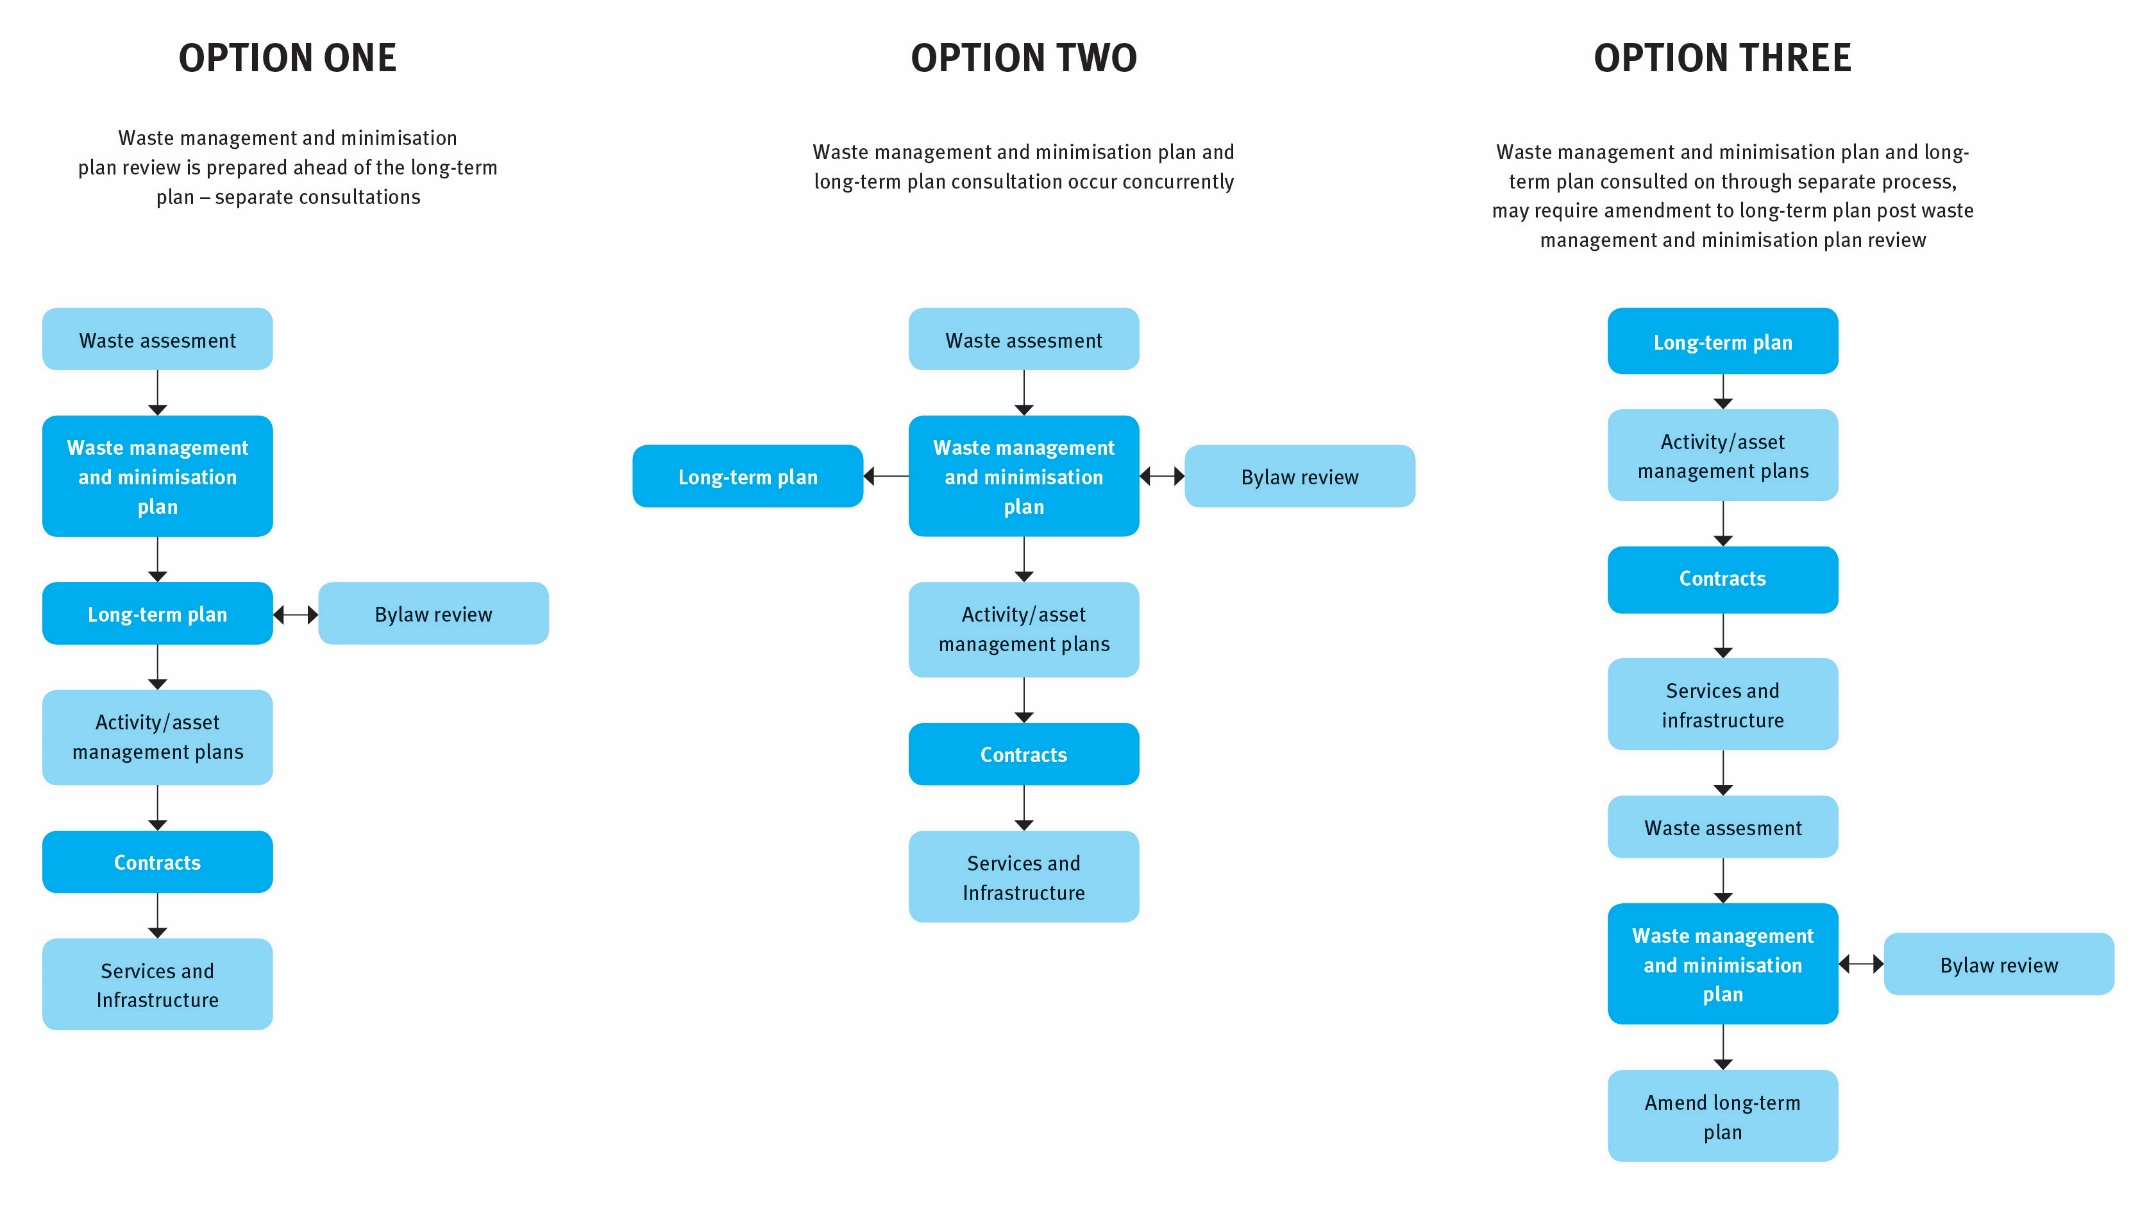 OPTION ONE
Waste management and minimisation
plan review is prepared ahead of the long-term
plan – separate consultations
Waste assesment
Waste management
and minimisation
plan
Long-term plan
Bylaw review
Activity/asset
management plans
Contracts
Services and
Infrastructure
OPTION TWO
Waste management and minimisation plan and
long-term plan consultation occur concurrently
Waste assesment
Long-term plan
Waste management
and minimisation
plan
Bylaw review
Activity/asset
management plans
Contracts
Services and
Infrastructure
OPTION THREE
Waste management and minimisation plan and long-
term plan consulted on through separate process,
may require amendment to long-term plan post waste
management and minimisation plan review
Long-term plan
Activity/asset
management plans
Contracts
Services and
infrastructure
Waste assesment
Waste management
and minimisation
plan
Bylaw review
Amend long-term
plan